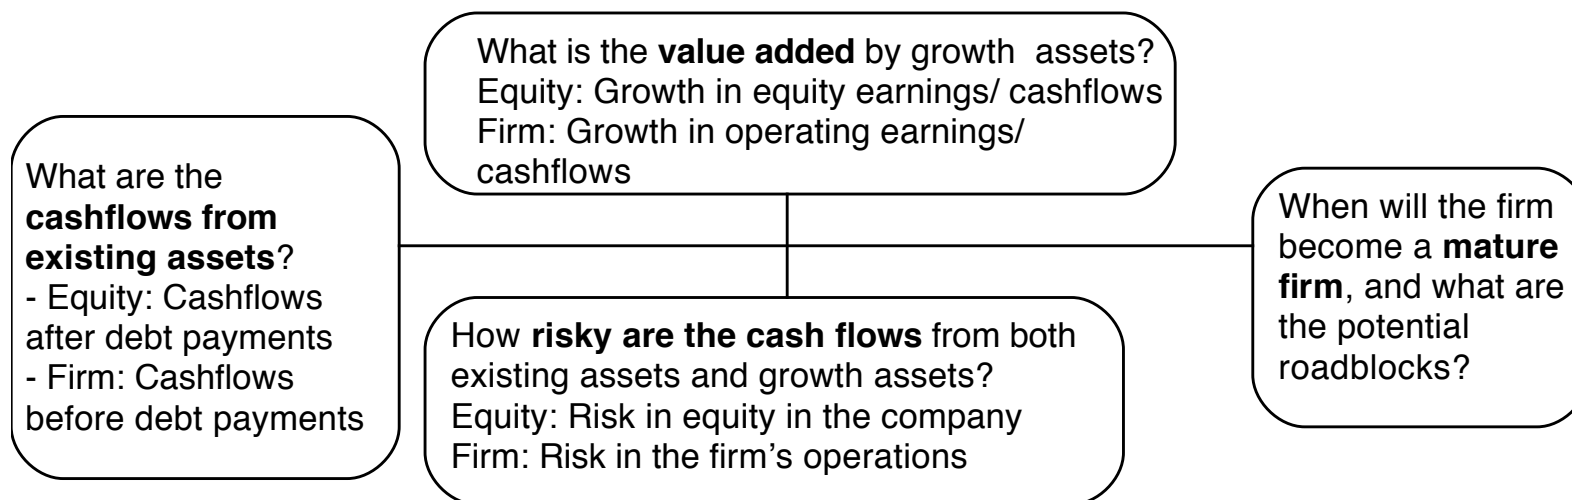 What is the value added by growth assets?
Equity: Growth in equity earnings/ cashflows
Firm: Growth in operating earnings/
cashflows
What are the
cashflows from
existing assets?
- Equity: Cashflows
after debt payments
- Firm: Cashflows
before debt payments
How risky are the cash flows from both
existing assets and growth assets?
Equity: Risk in equity in the company
Firm: Risk in the firm’s operations
When will the firm
become a mature
firm, and what are
the potential
roadblocks?